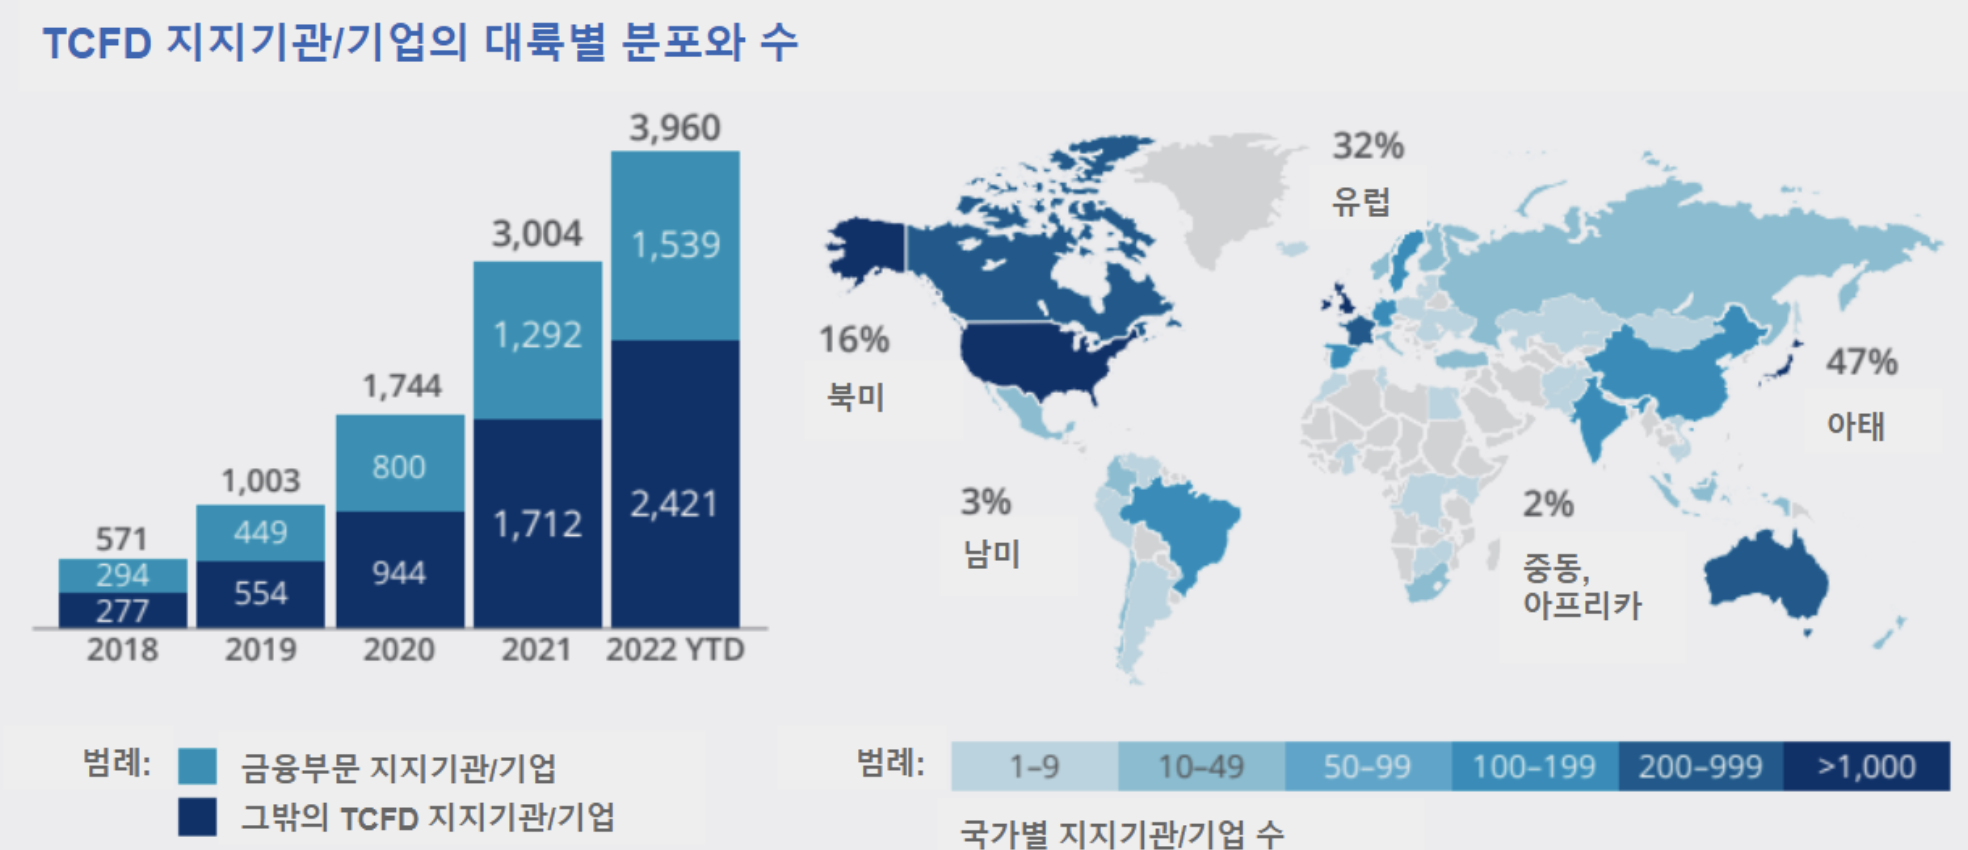 TCFD 지지기관/기업의 대륙별 분포와 수
3,960
1,539
2,421
3,004
1,292
1,712
1,744
800
944
1,003
449
554
571
294
277
2018 2019 2020 2021 2022 YTD
범례: 금융부문 지지기관/기업
그밖의 TCFD 지지기관/기업
32%
유럽
16%
북미
47%
아태
3%
남미
2%
중동,
아프리카
범례: 1–9 10–49 50–99 100–199 200–999 >1,000
국가별 지지기관/기업 수